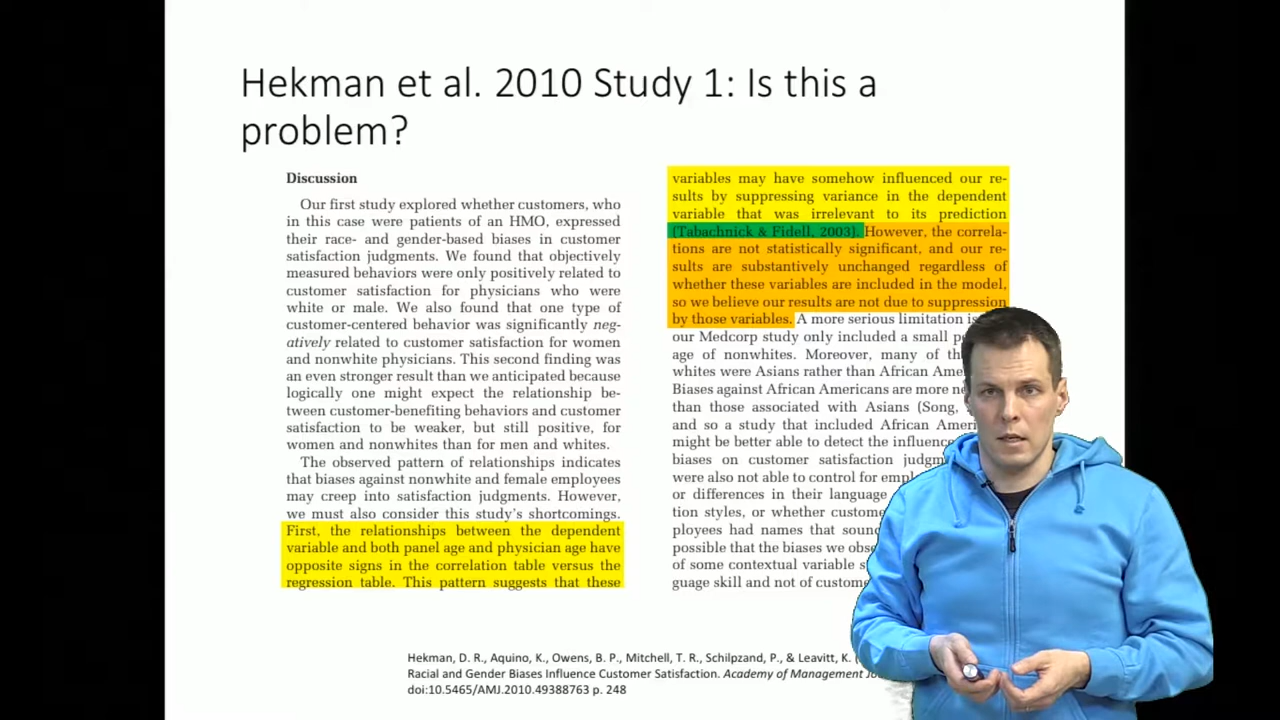 Hekman et al. 2010 Study 1: Is this a
problem?
Discussion
Our first study explored whether customers, who
in this case were patients of an HMO, expressed
their race- and gender-based biases in customer
satisfaction judgments. We found that objectively
measured behaviors were only positively related to
customer satisfaction for physicians who were
white or male. We also found that one type of
customer-centered behavior was significantly neg-
atively related to customer satisfaction for women
and nonwhite physicians. This second finding was
an even stronger result than we anticipated because
logically one might expect the relationship be-
tween customer-benefiting behaviors and customer
satisfaction to be weaker, but still positive, for
women and nonwhites than for men and whites.
The observed pattern of relationships indicates
that biases against nonwhite and female employees
may creep into satisfaction judgments. However,
we must also consider this study's shortcomings.
First, the relationships between the dependent
variable and both panel age and physician age have
opposite signs in the correlation table versus the
regression table. This pattern suggests that these
variables may have somehow influenced our re-
sults by suppressing variance in the dependent
variable that was irrelevant to its prediction
(Tabachnick & Fidell, 2003). However, the correla-
tions are not statistically significant, and our re-
sults are substantively unchanged regardless of
whether these variables are included in the model,
so we believe our results are not due to suppression
by those variables. A more serious limitation is
our Medcorp study only included a small
age of nonwhites. Moreover, many of
whites were Asians rather than African
Biases against African Americans are more
than those associated with Asians (Song,
and so a study that included African
might be better able to detect the influence
biases on customer satisfaction
were also not able to control for
or differences in their language
tion styles, or whether
ployees had names that
possible that the biases we
of some contextual variable
guage skill and not of
Hekman, D. R., Aquino, K., Owens, B. P., Mitchell, T. R., Schilpzand, P., & Leavitt, K. (
Racial and Gender Biases Influence Customer Satisfaction. Academy of Management
doi:10.5465/AMJ.2010.49388763 p. 248